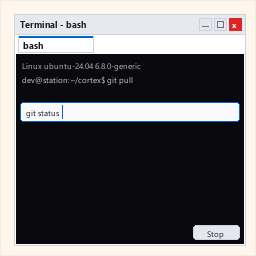 Terminal - bash
bash
Linux ubuntu-24.04 6.8.0-generic
dev@station:~/cortex$ git pull
git status
Stop